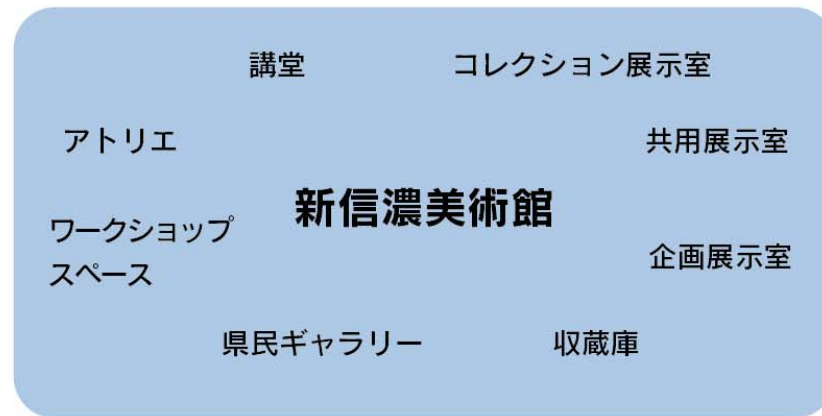 講堂
コレクション展示室
アトリエ
共用展示室
新信濃美術館
ワークショップ
スペース
企画展示室
県民ギャラリー
収蔵庫